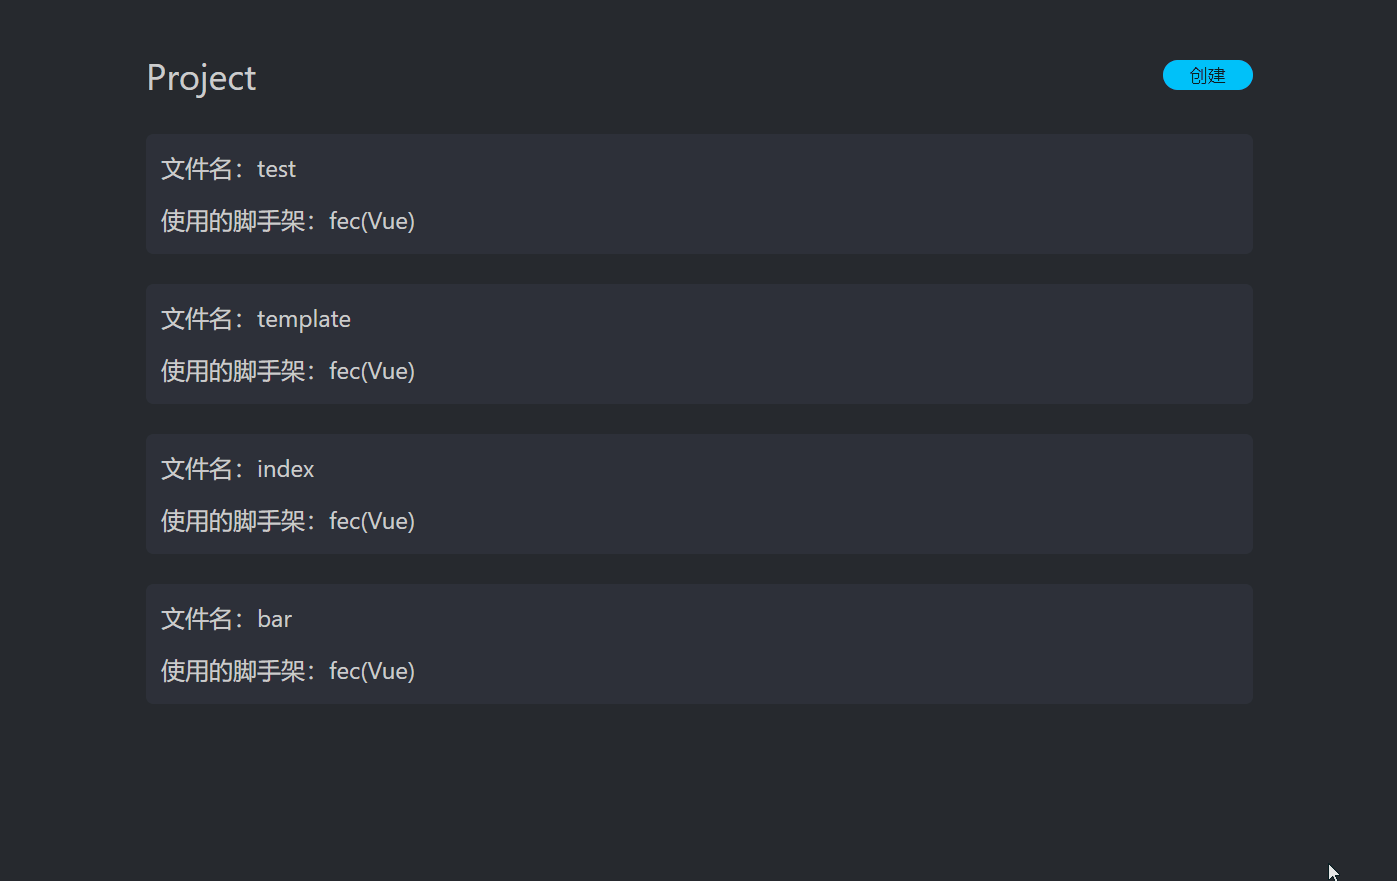 Project
创建
文件名：test
使用的脚手架：fec(Vue)
文件名：template
使用的脚手架：fec(Vue)
文件名：index
使用的脚手架：fec(Vue)
文件名：bar
使用的脚手架：fec(Vue)